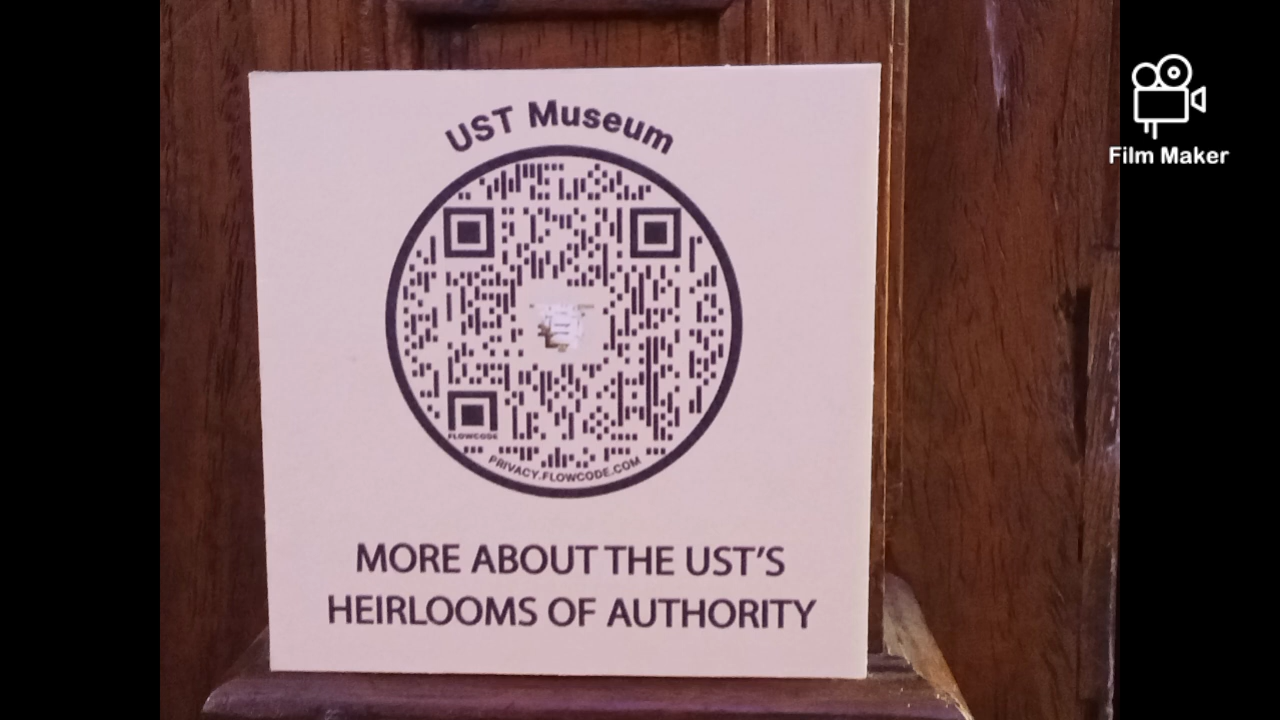 UST Museum
FLOWCODE
PRIVACY.FLOWCODE.COM
MORE ABOUT THE UST'S
HEIRLOOMS OF AUTHORITY
Film Maker